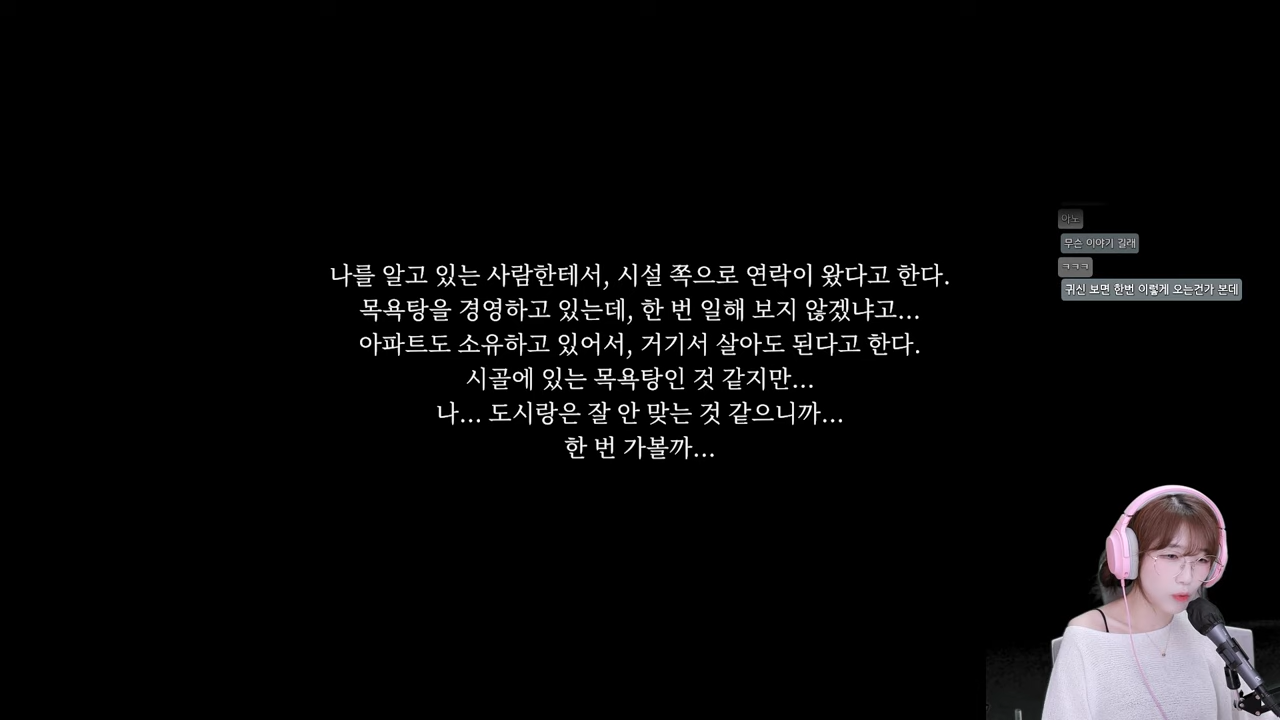 나를 알고 있는 사람한테서, 시설 쪽으로 연락이 왔다고 한다.
목욕탕을 경영하고 있는데, 한 번 일해 보지 않겠냐고...
아파트도 소유하고 있어서, 거기서 살아도 된다고 한다.
시골에 있는 목욕탕인 것 같지만...
나... 도시랑은 잘 안 맞는 것 같으니까...
한 번 가볼까...
아노
무슨 이야기 길래
ㅋㅋㅋ
귀신 보면 한번 이렇게 오는건가 본데